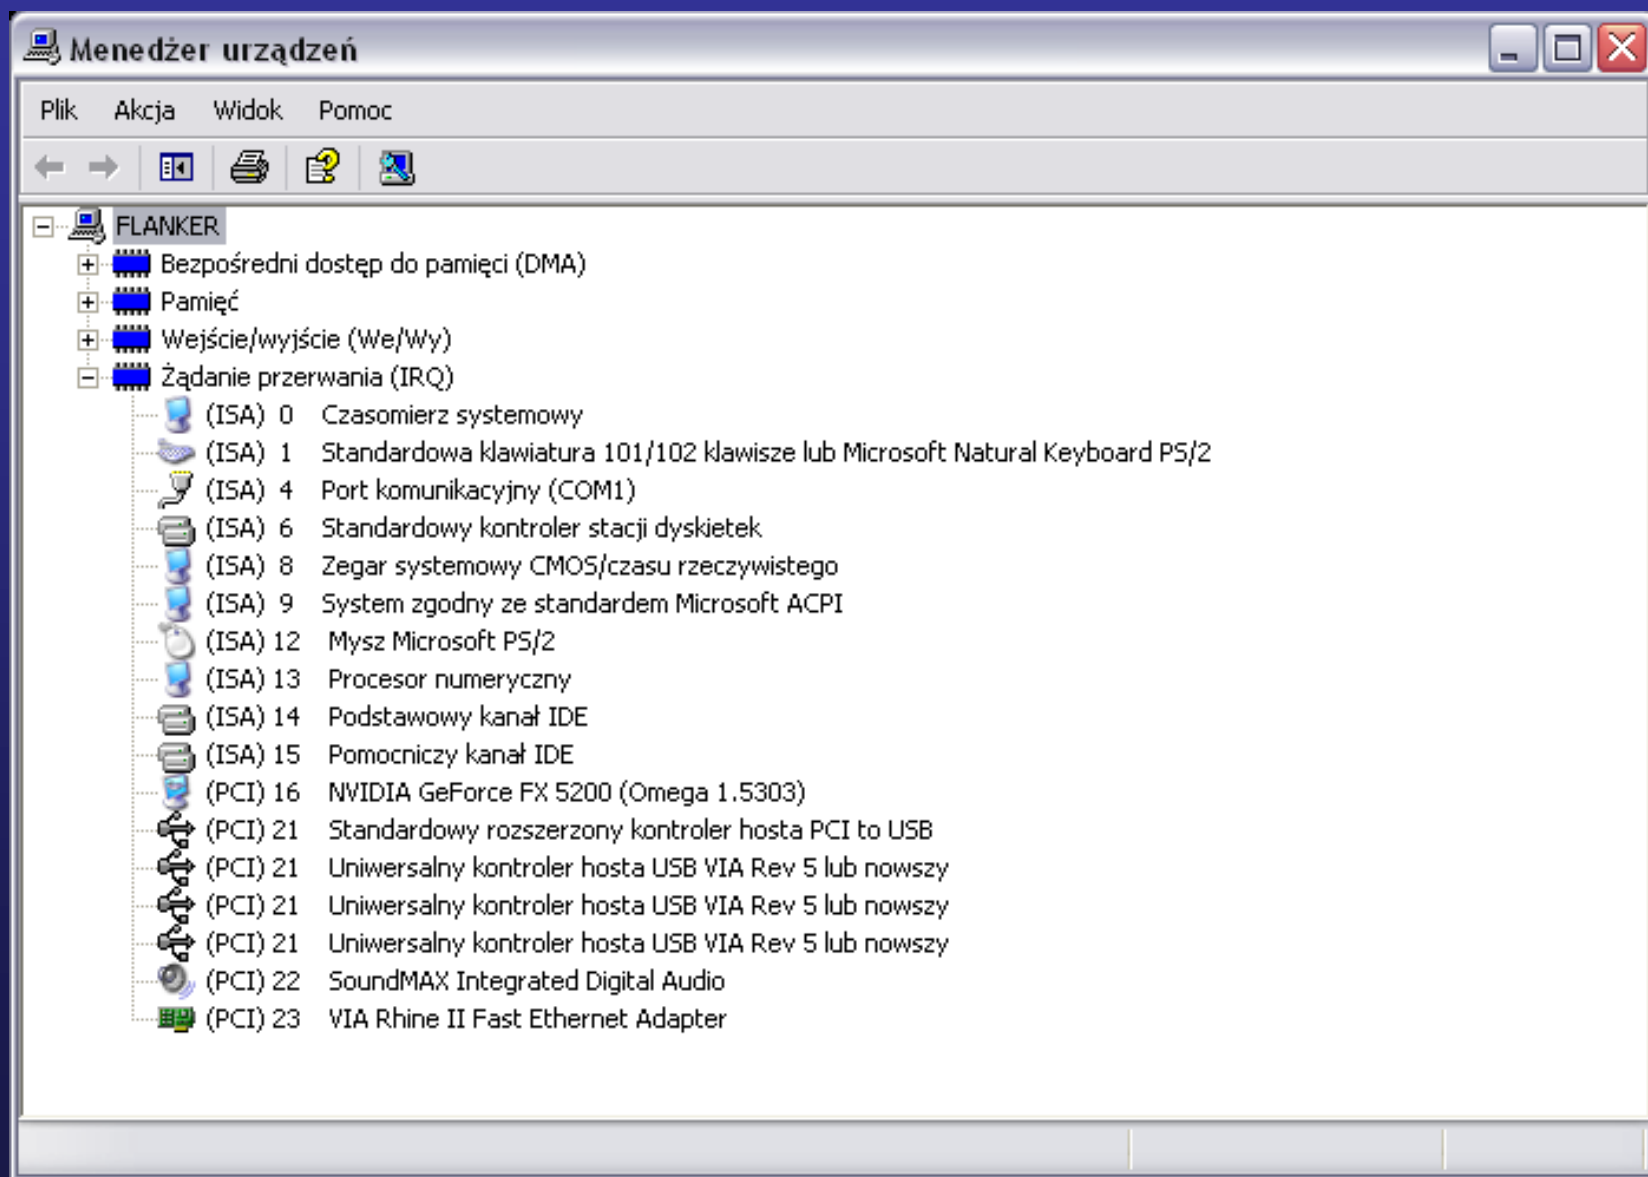 Menedżer urządzeń
Plik Akcja Widok Pomoc
FLANKER
Bezpośredni dostęp do pamięci (DMA)
Pamięć
Wejście/wyjście (We/Wy)
Żądanie przerwania (IRQ)
(ISA) 0 Czasomierz systemowy
(ISA) 1 Standardowa klawiatura 101/102 klawisze lub Microsoft Natural Keyboard PS/2
(ISA) 4 Port komunikacyjny (COM1)
(ISA) 6 Standardowy kontroler stacji dyskietek
(ISA) 8 Zegar systemowy CMOS/czasu rzeczywistego
(ISA) 9 System zgodny ze standardem Microsoft ACPI
(ISA) 12 Mysz Microsoft PS/2
(ISA) 13 Procesor numeryczny
(ISA) 14 Podstawowy kanał IDE
(ISA) 15 Pomocniczy kanał IDE
(PCI) 16 NVIDIA GeForce FX 5200 (Omega 1.5303)
(PCI) 21 Standardowy rozszerzony kontroler hosta PCI to USB
(PCI) 21 Uniwersalny kontroler hosta USB VIA Rev 5 lub nowszy
(PCI) 21 Uniwersalny kontroler hosta USB VIA Rev 5 lub nowszy
(PCI) 21 Uniwersalny kontroler hosta USB VIA Rev 5 lub nowszy
(PCI) 22 SoundMAX Integrated Digital Audio
(PCI) 23 VIA Rhine II Fast Ethernet Adapter